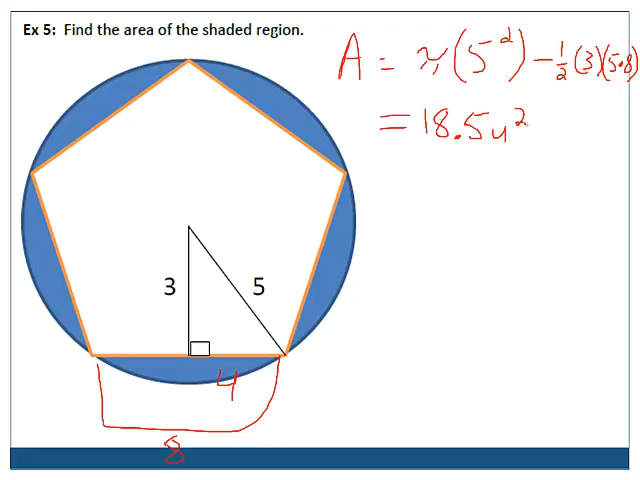 Ex 5: Find the area of the shaded region.
A = π(5²) - 1/2(3)(5·8)
= 18.5u²
3
5
4
8